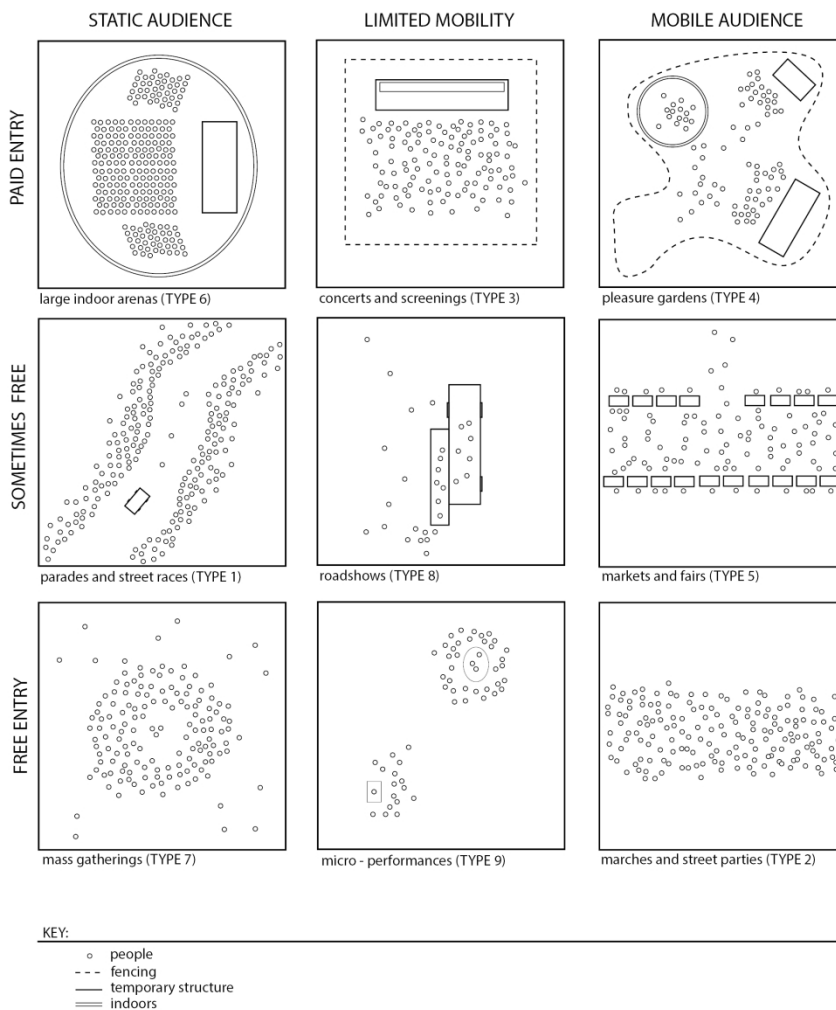 STATIC AUDIENCE
LIMITED MOBILITY
MOBILE AUDIENCE
PAID ENTRY
large indoor arenas (TYPE 6)
concerts and screenings (TYPE 3)
pleasure gardens (TYPE 4)
SOMETIMES FREE
parades and street races (TYPE 1)
roadshows (TYPE 8)
markets and fairs (TYPE 5)
FREE ENTRY
mass gatherings (TYPE 7)
micro - performances (TYPE 9)
marches and street parties (TYPE 2)
KEY:
people
fencing
temporary structure
indoors